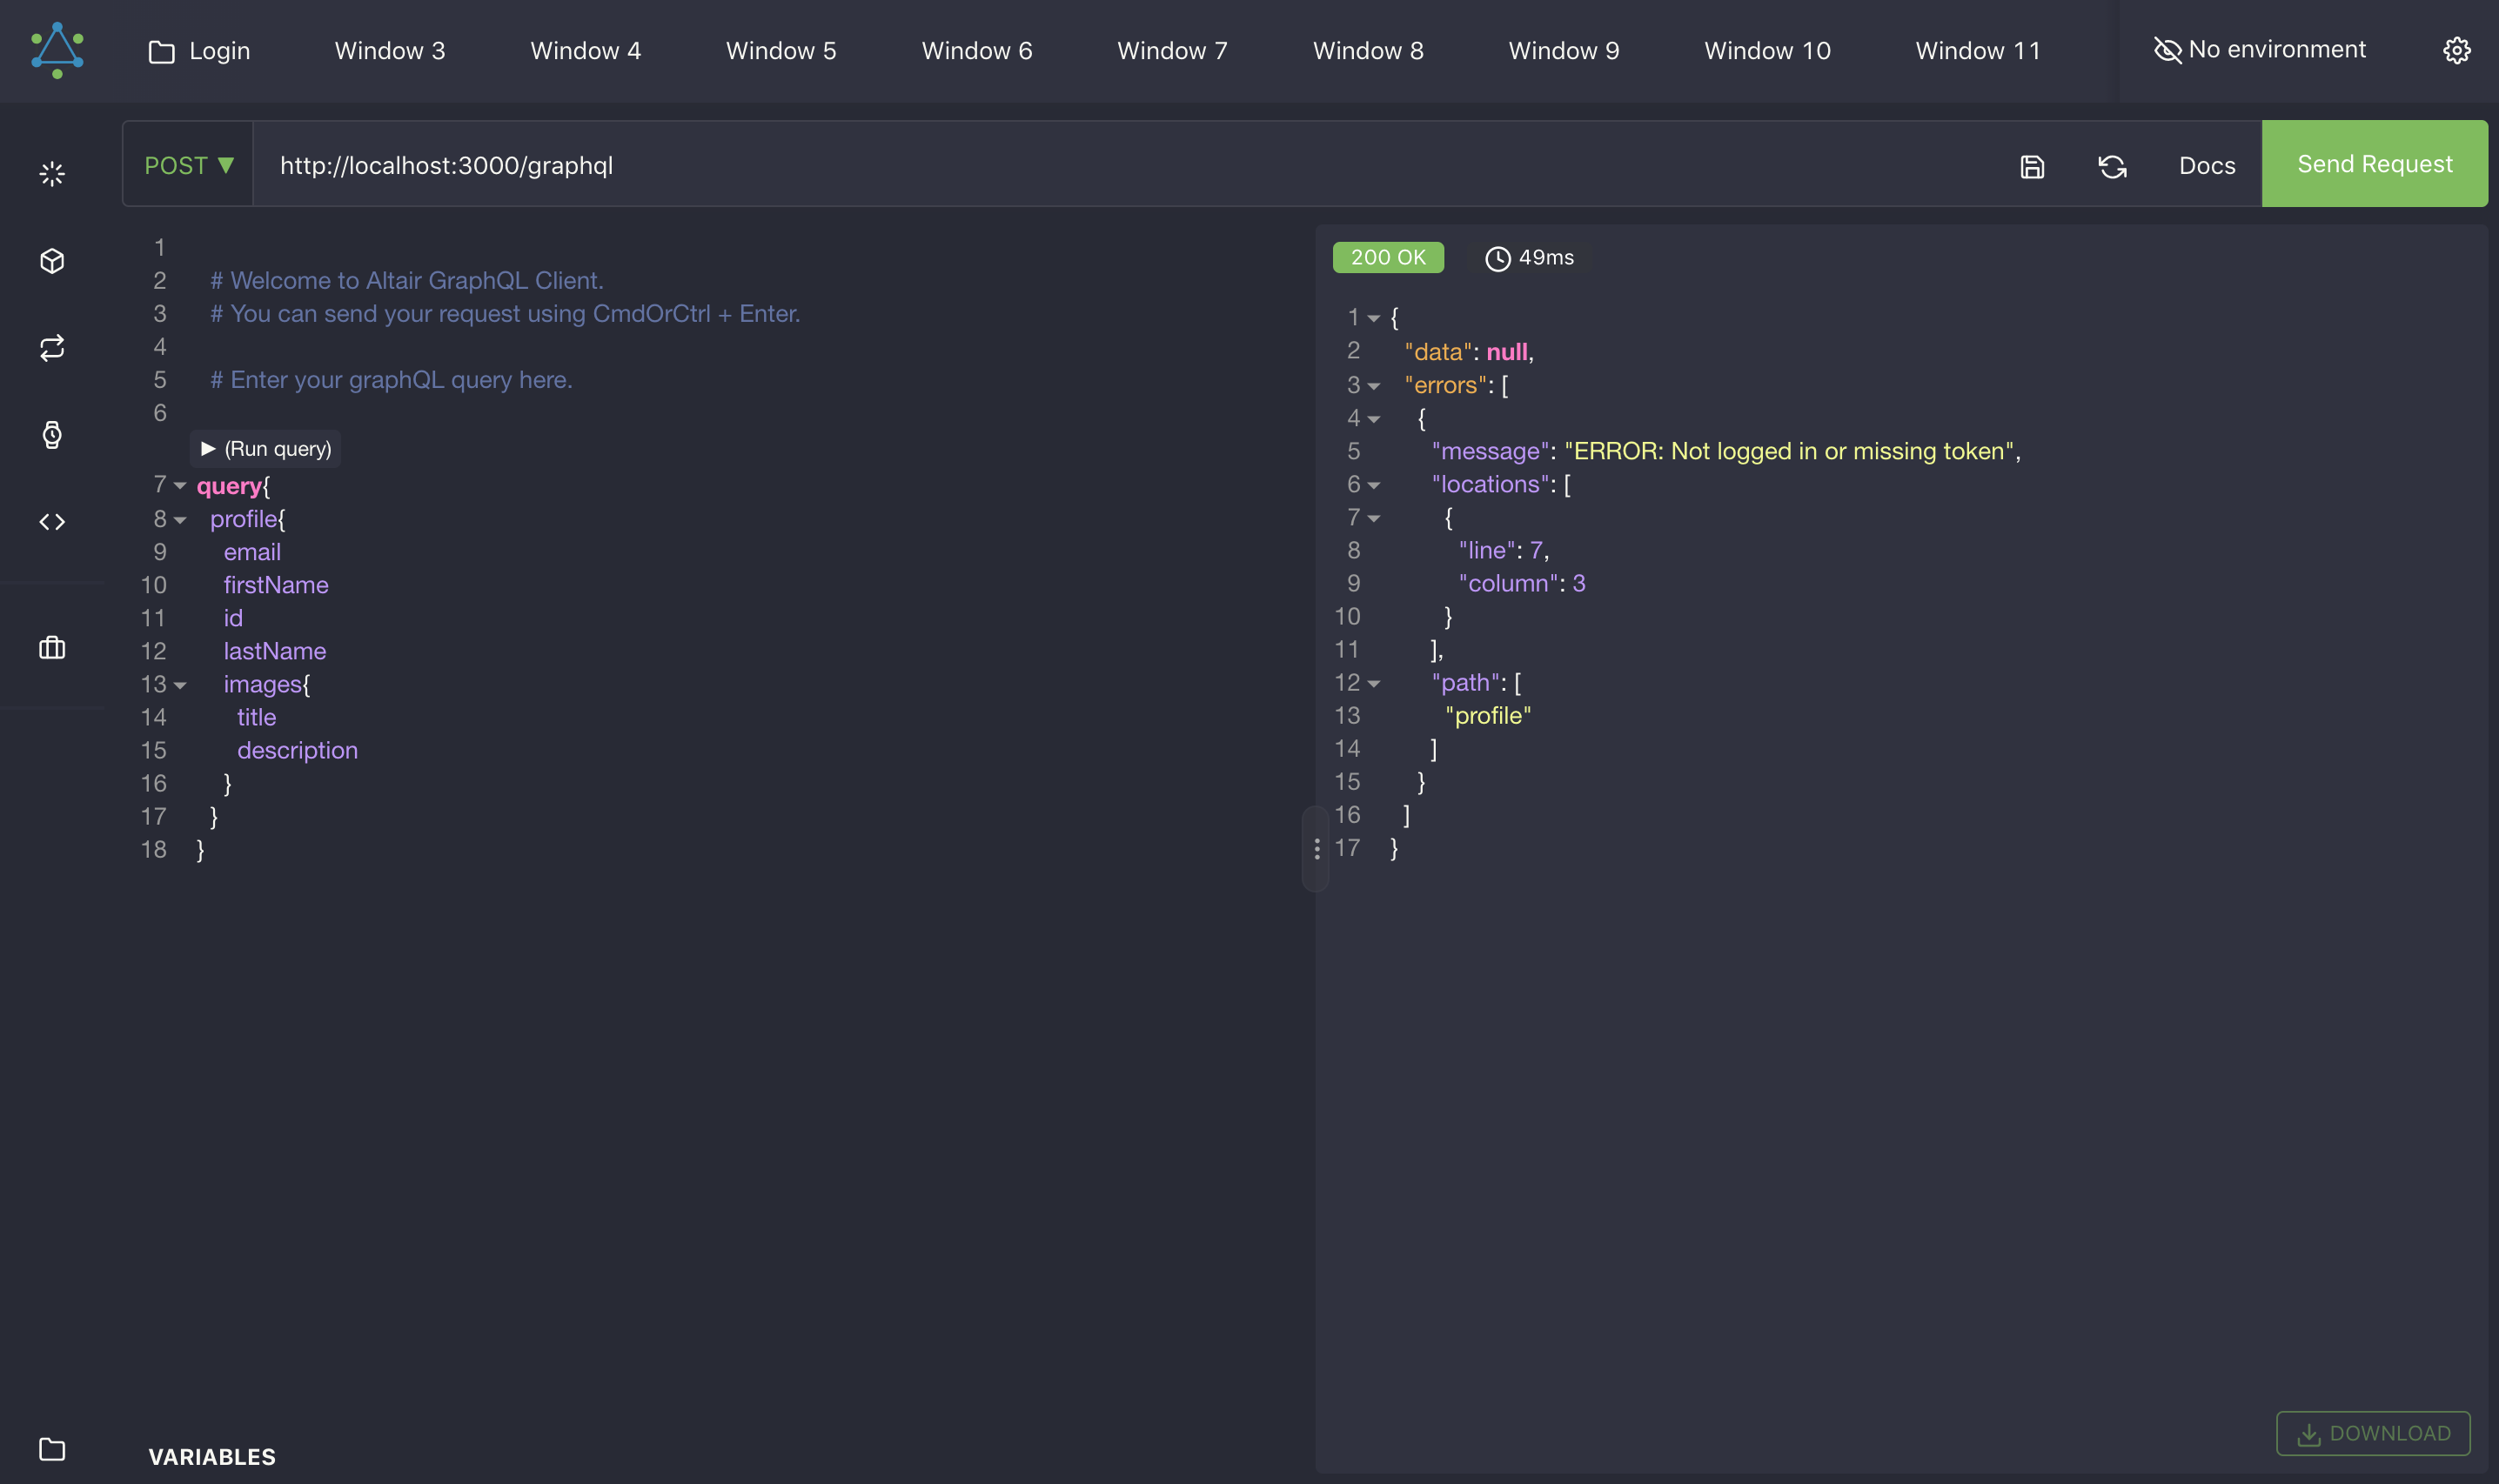 Login Window 3 Window 4 Window 5 Window 6 Window 7 Window 8 Window 9 Window 10 Window 11 No environment
POST ▼ http://localhost:3000/graphql Docs Send Request
1
2 # Welcome to Altair GraphQL Client.
3 # You can send your request using CmdOrCtrl + Enter.
4
5 # Enter your graphQL query here.
6
▶ (Run query)
7 query{
8 profile{
9 email
10 firstName
11 id
12 lastName
13 images{
14 title
15 description
16 }
17 }
18 }
VARIABLES
200 OK 49ms
1 {
2 "data": null,
3 "errors": [
4 {
5 "message": "ERROR: Not logged in or missing token",
6 "locations": [
7 {
8 "line": 7,
9 "column": 3
10 }
11 ],
12 "path": [
13 "profile"
14 ]
15 }
16 ]
17 }
DOWNLOAD